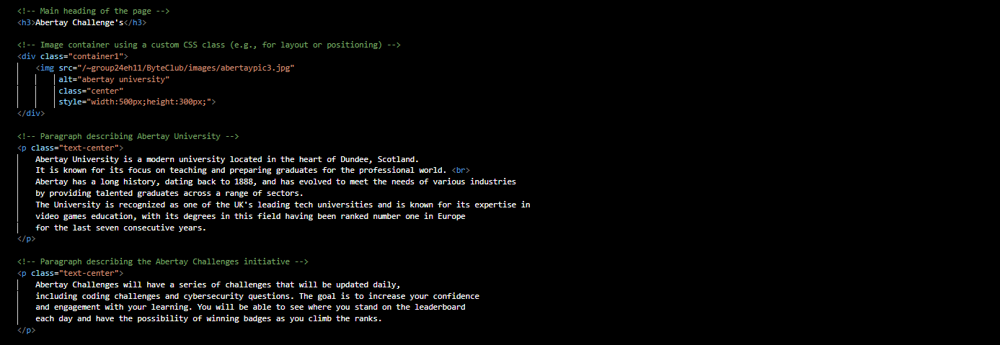 <!-- Main heading of the page -->
<h3>Abertay Challenge's</h3>
<!-- Image container using a custom CSS class (e.g., for layout or positioning) -->
<div class="container1">
<img src="/~group24eh11/ByteClub/images/abertaypic3.jpg"
alt="abertay university"
class="center"
style="width:500px;height:300px;">
</div>
<!-- Paragraph describing Abertay University -->
<p class="text-center">
Abertay University is a modern university located in the heart of Dundee, Scotland.
It is known for its focus on teaching and preparing graduates for the professional world. <br>
Abertay has a long history, dating back to 1888, and has evolved to meet the needs of various industries
by providing talented graduates across a range of sectors.
The University is recognized as one of the UK's leading tech universities and is known for its expertise in
video games education, with its degrees in this field having been ranked number one in Europe
for the last seven consecutive years.
</p>
<!-- Paragraph describing the Abertay Challenges initiative -->
<p class="text-center">
Abertay Challenges will have a series of challenges that will be updated daily,
including coding challenges and cybersecurity questions. The goal is to increase your confidence
and engagement with your learning. You will be able to see where you stand on the leaderboard
each day and have the possibility of winning badges as you climb the ranks.
</p>